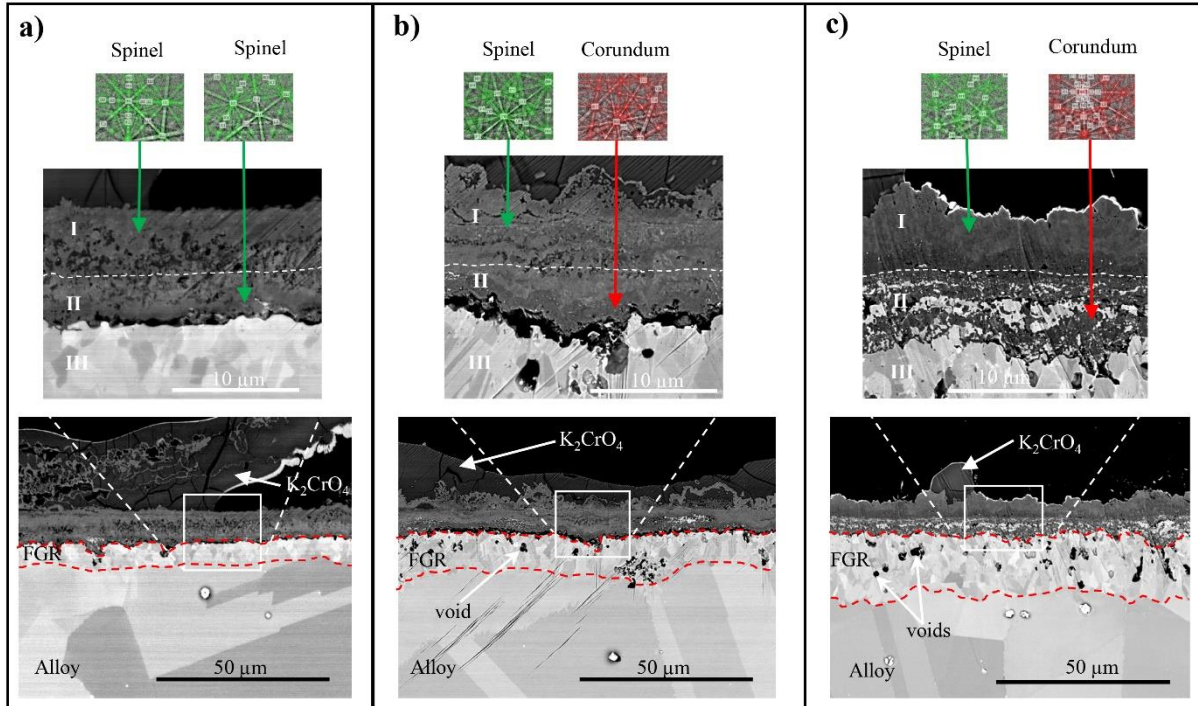 a)
Spinel Spinel
I
II
III
10 µm
K₂CrO₄
FGR
Alloy
50 µm
b)
Spinel Corundum
I
II
III
10 µm
K₂CrO₄
FGR
void
Alloy
50 µm
c)
Spinel Corundum
I
II
III
10 µm
K₂CrO₄
FGR
voids
Alloy
50 µm